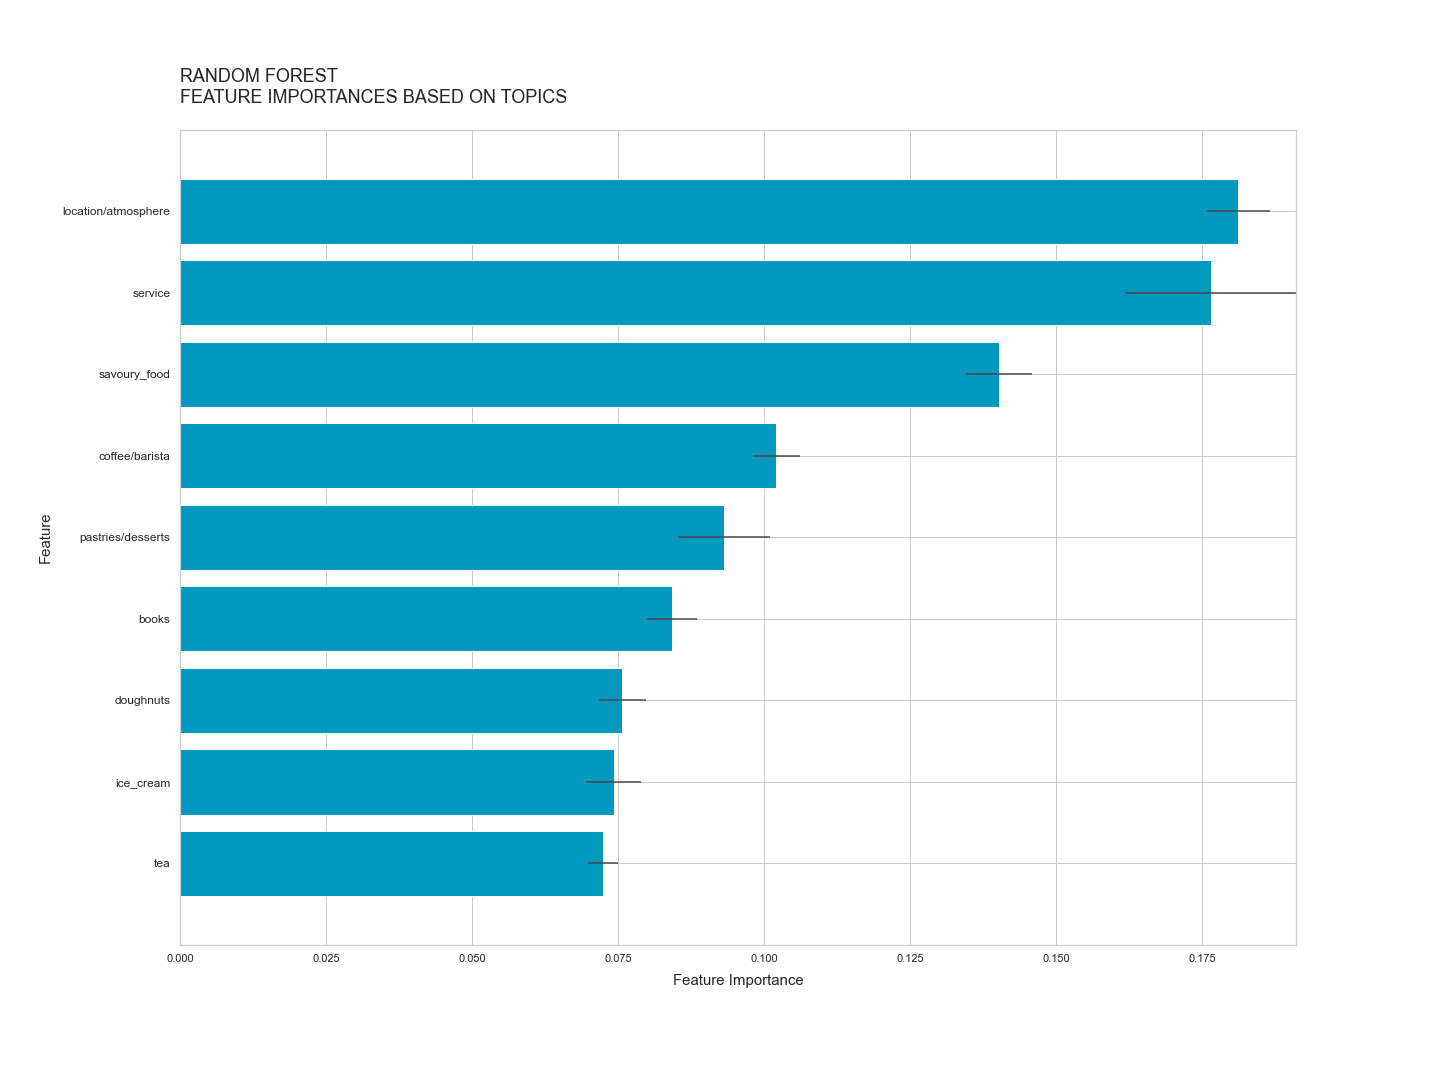 RANDOM FOREST
FEATURE IMPORTANCES BASED ON TOPICS
location/atmosphere
service
savoury_food
coffee/barista
pastries/desserts
books
doughnuts
ice_cream
tea
Feature
0.000 0.025 0.050 0.075 0.100 0.125 0.150 0.175
Feature Importance